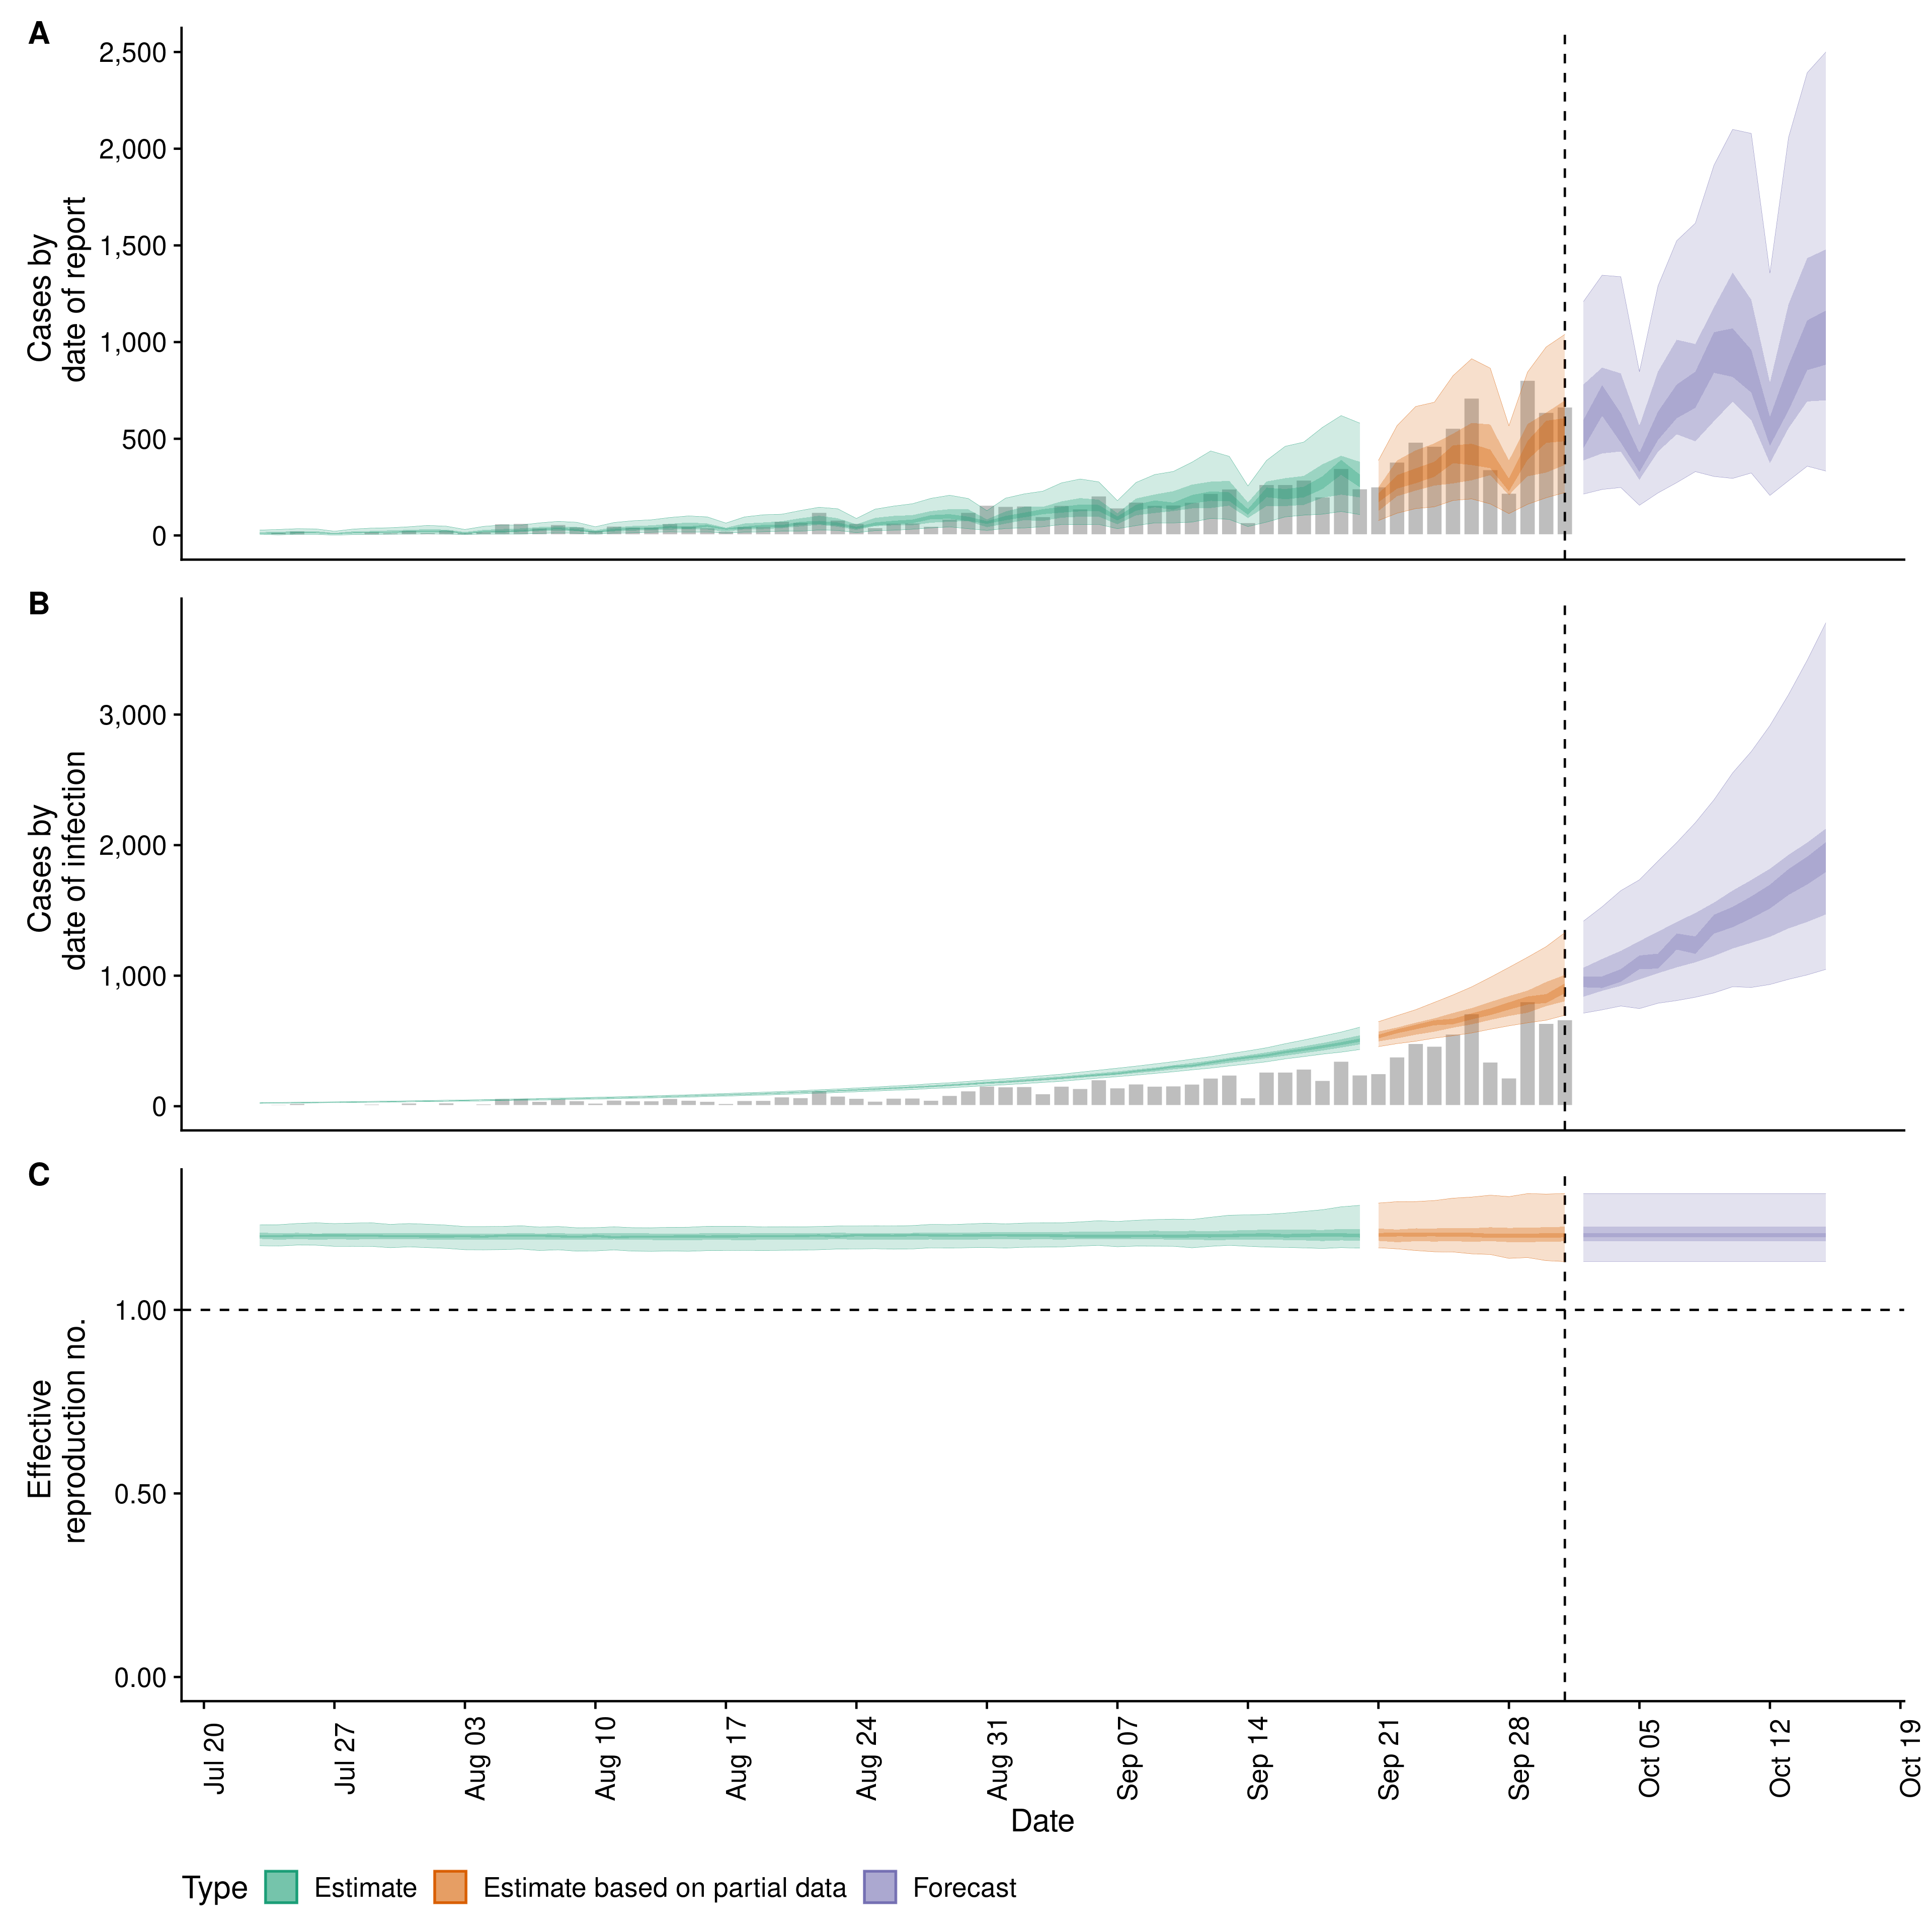 A
2,500
2,000
1,500
1,000
500
0
Cases by
date of report
B
3,000
2,000
1,000
0
Cases by
date of infection
C
1.00
0.50
0.00
Effective
reproduction no.
Jul 20
Jul 27
Aug 03
Aug 10
Aug 17
Aug 24
Aug 31
Sep 07
Sep 14
Sep 21
Sep 28
Oct 05
Oct 12
Oct 19
Date
Type Estimate Estimate based on partial data Forecast